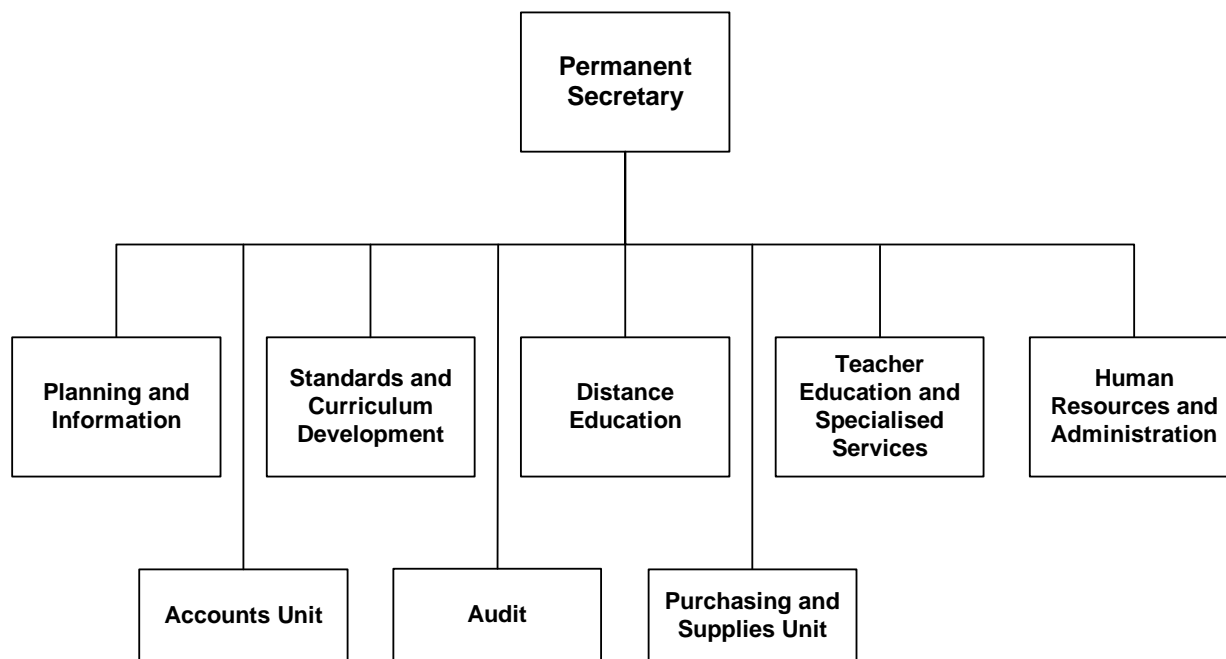 Permanent
Secretary
Planning and
Information
Standards and
Curriculum
Development
Distance
Education
Teacher
Education and
Specialised
Services
Human
Resources and
Administration
Accounts Unit
Audit
Purchasing and
Supplies Unit